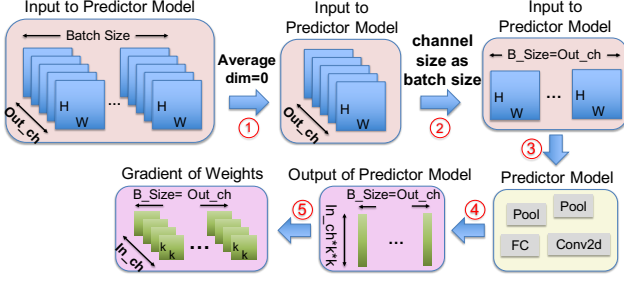 Input to Predictor Model
Batch Size
H
W
...
H
W
Out_ch
Average
dim=0
1
Input to
Predictor Model
H
W
Out_ch
channel
size as
batch size
2
Input to
Predictor Model
B_Size=Out_ch
H
W
...
H
W
3
Predictor Model
Pool
Pool
FC
Conv2d
4
Output of Predictor Model
B_Size= Out_ch
In_ch*k*k
...
5
Gradient of Weights
B_Size= Out_ch
In_ch
k
k
...
k
k